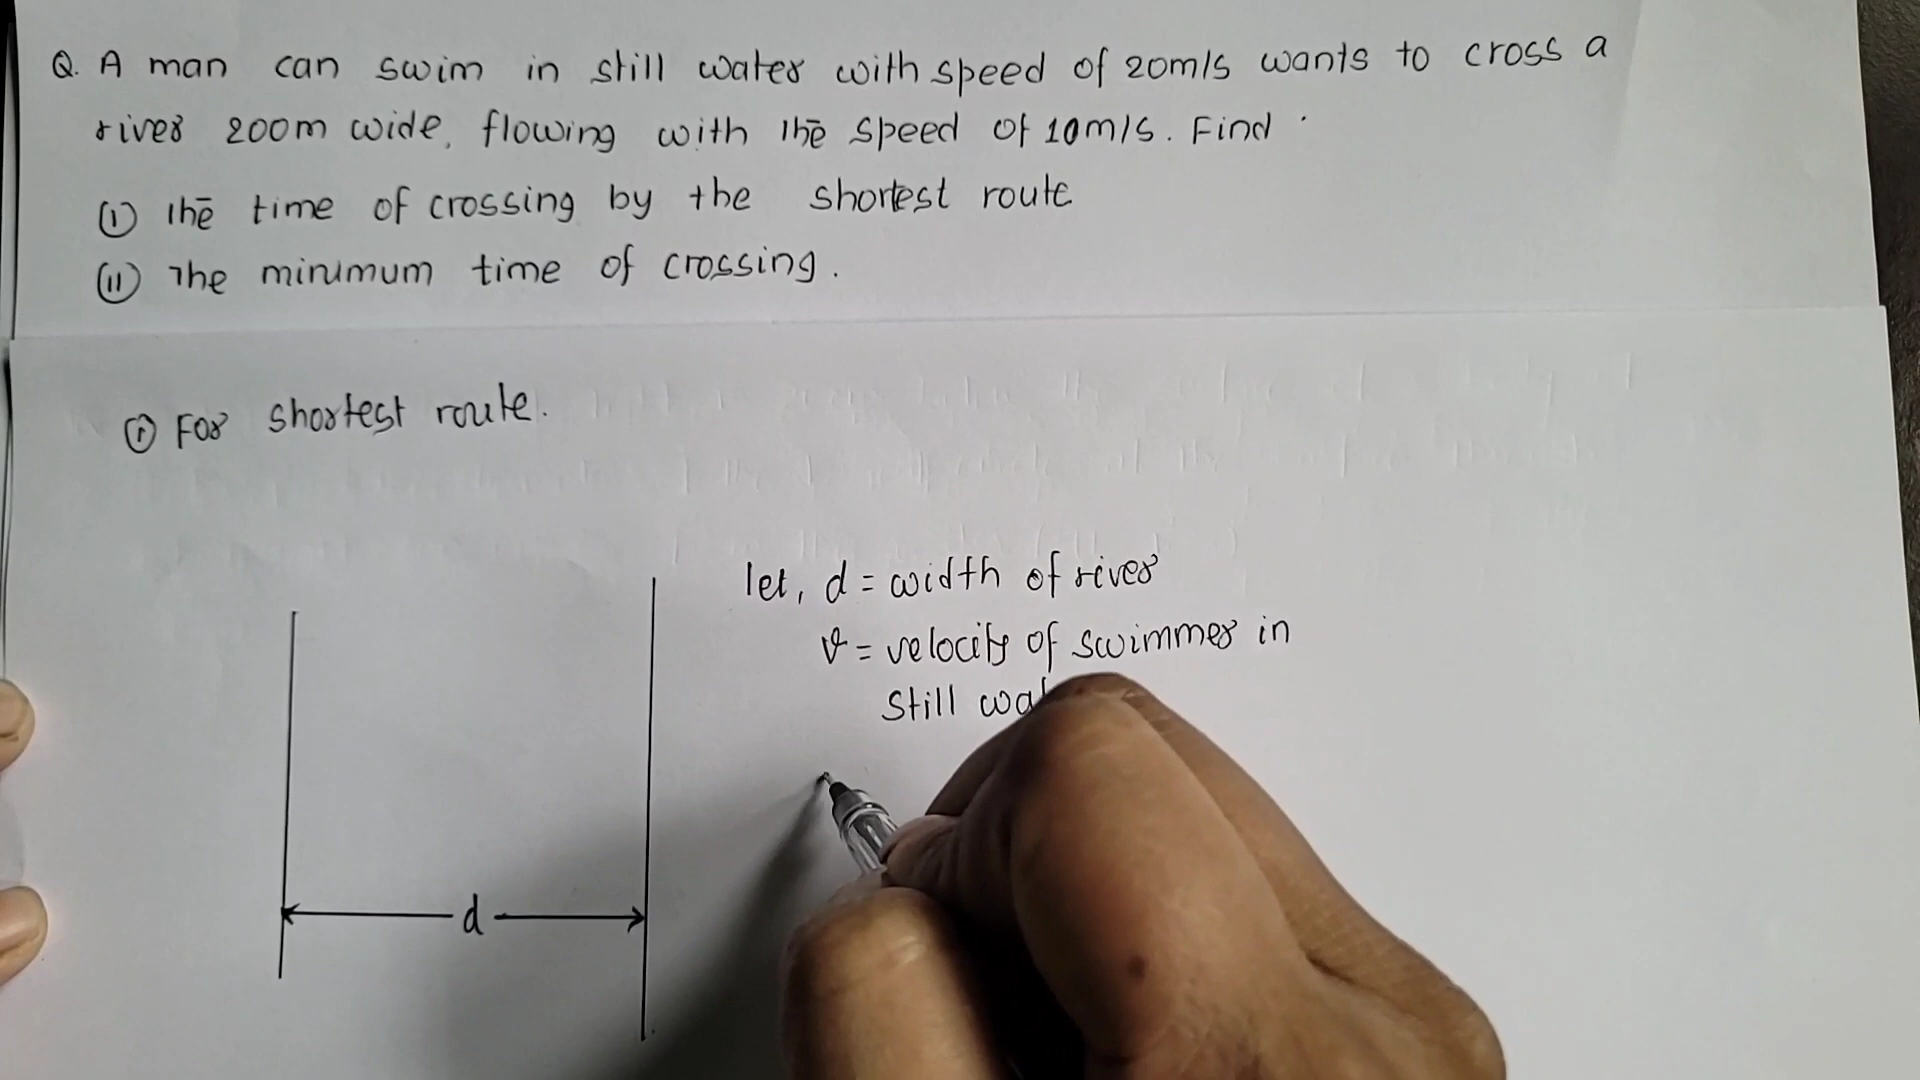 Q. A man can swim in still water with speed of 20m/s wants to cross a
river 200m wide, flowing with the speed of 10m/s. Find
(i) The time of crossing by the shortest route
(ii) The minimum time of crossing.
(i) For shortest route.
let, d = width of river
v = velocity of swimmer in
still
d